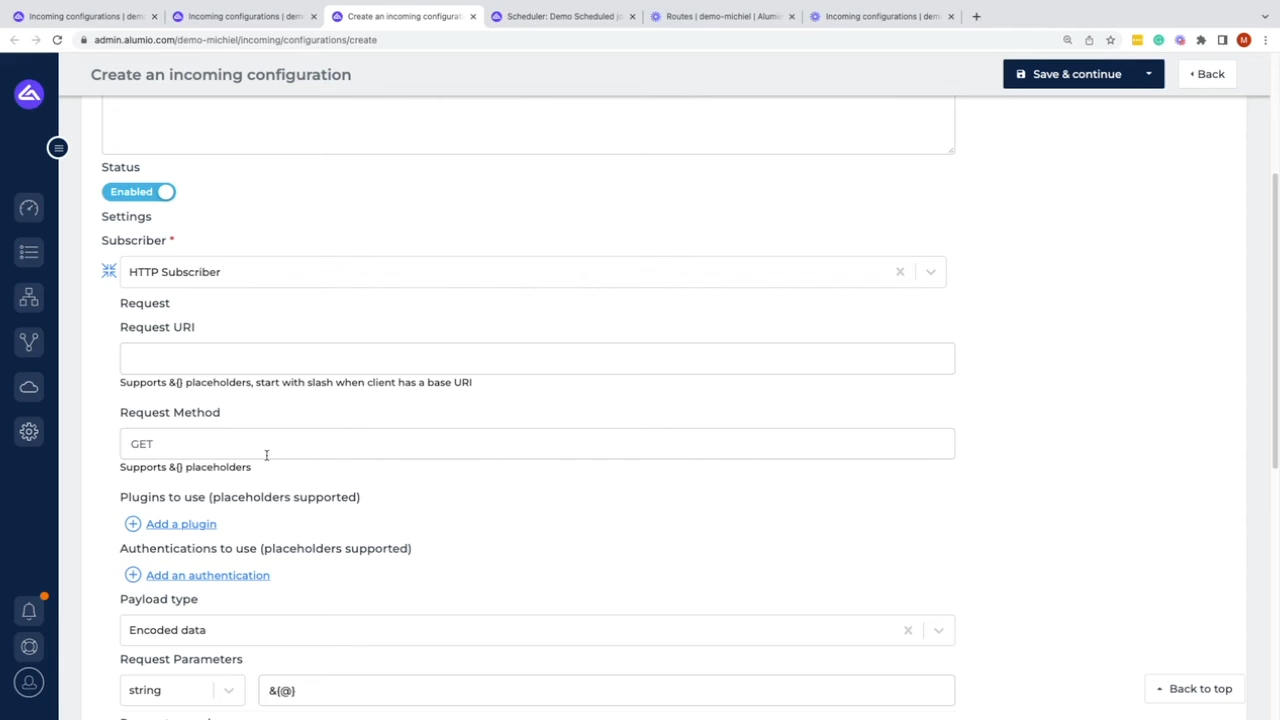 Incoming configurations | dem
Incoming configurations | dem
Create an incoming configurat
Scheduler: Demo Scheduled jo
Routes | demo-michiel | Alumio
Incoming configurations | dem
admin.alumio.com/demo-michiel/incoming/configurations/create
M
Create an incoming configuration
Save & continue
Back
Status
Enabled
Settings
Subscriber *
HTTP Subscriber
Request
Request URI
Supports &{} placeholders, start with slash when client has a base URI
Request Method
GET
Supports &{} placeholders
Plugins to use (placeholders supported)
Add a plugin
Authentications to use (placeholders supported)
Add an authentication
Payload type
Encoded data
Request Parameters
string
&{@}
Back to top